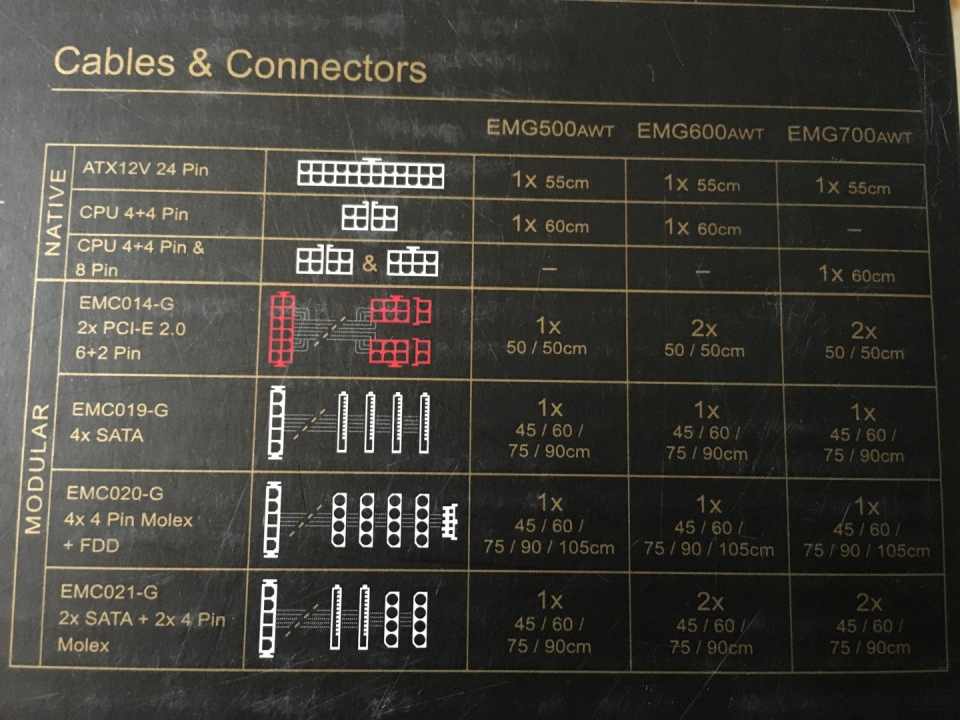 Cables & Connectors
EMG500AWT EMG600AWT EMG700AWT
NATIVE
ATX12V 24 Pin 1x 55cm 1x 55cm 1x 55cm
CPU 4+4 Pin 1x 60cm 1x 60cm –
CPU 4+4 Pin &
8 Pin & – – 1x 60cm
MODULAR
EMC014-G
2x PCI-E 2.0
6+2 Pin
1x 2x 2x
50 / 50cm 50 / 50cm 50 / 50cm
EMC019-G
4x SATA
1x 1x 1x
45 / 60 / 45 / 60 / 45 / 60 /
75 / 90cm 75 / 90cm 75 / 90cm
EMC020-G
4x 4 Pin Molex
+ FDD
1x 1x 1x
45 / 60 / 45 / 60 / 45 / 60 /
75 / 90 / 105cm 75 / 90 / 105cm 75 / 90 / 105cm
EMC021-G
2x SATA + 2x 4 Pin
Molex
1x 2x 2x
45 / 60 / 45 / 60 / 45 / 60 /
75 / 90cm 75 / 90cm 75 / 90cm